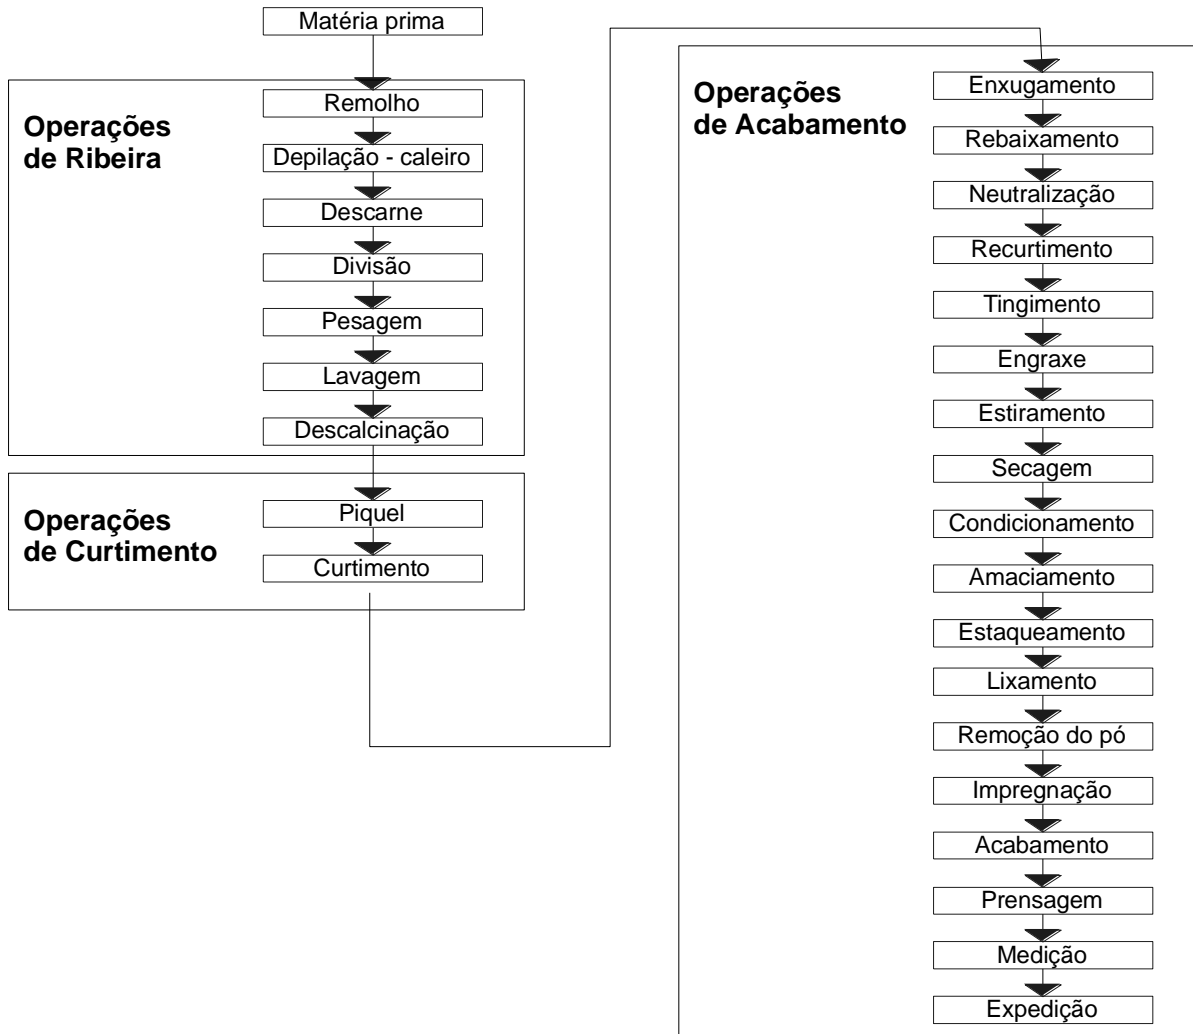 Matéria prima
Operações
de Ribeira
Remolho
Depilação - caleiro
Descarne
Divisão
Pesagem
Lavagem
Descalcinação
Operações
de Curtimento
Piquel
Curtimento
Operações
de Acabamento
Enxugamento
Rebaixamento
Neutralização
Recurtimento
Tingimento
Engraxe
Estiramento
Secagem
Condicionamento
Amaciamento
Estaqueamento
Lixamento
Remoção do pó
Impregnação
Acabamento
Prensagem
Medição
Expedição